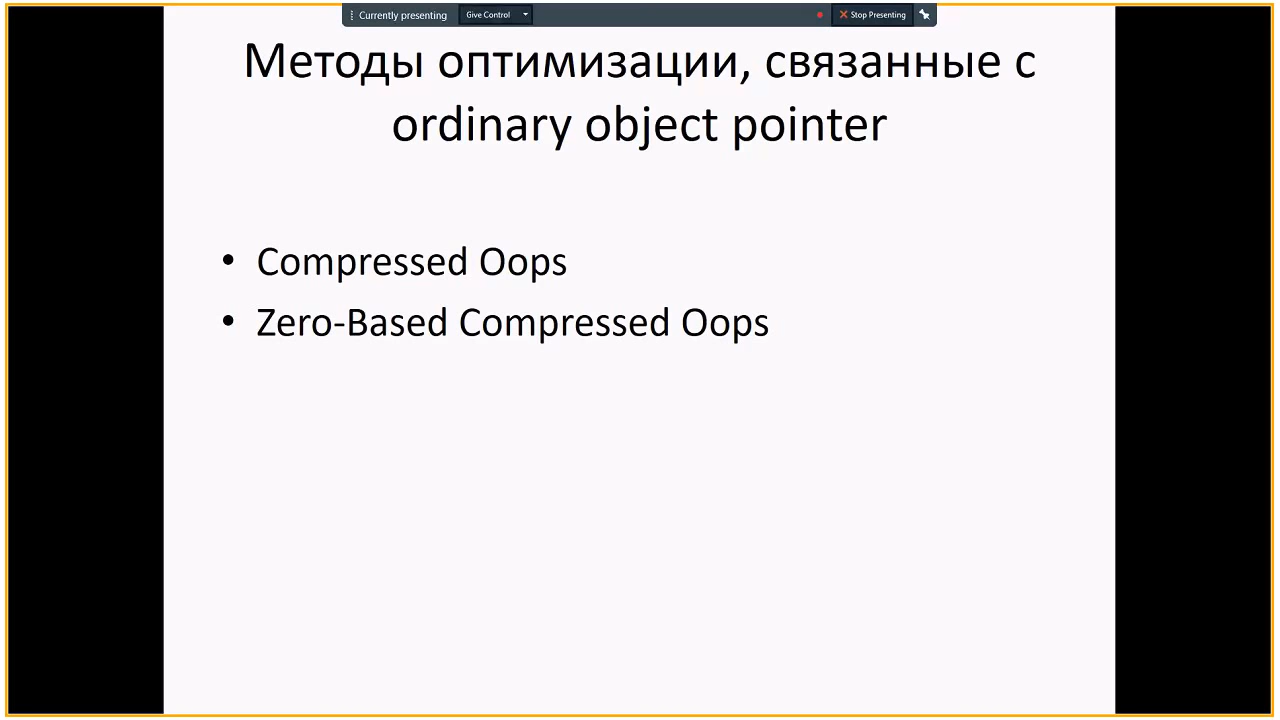 Currently presenting
Give Control
Stop Presenting
Методы оптимизации, связанные с
ordinary object pointer
• Compressed Oops
• Zero-Based Compressed Oops